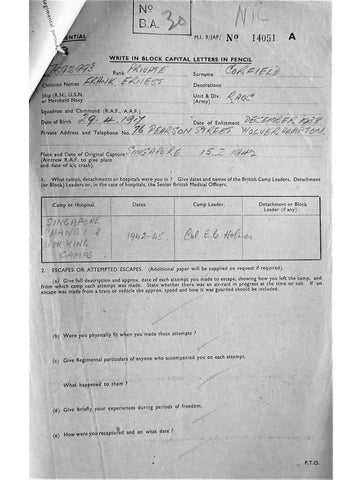 No
B.A. 30
NIC
M.I. 9/JAP/ No 14051 A
ENTIAL
WRITE IN BLOCK CAPITAL LETTERS IN PENCIL
Rank PRIVATE Surname CORFIELD
Christian Names FRANK ERNEST Decorations
Ship (R.N., U.S.N. or Merchant Navy Unit & Div. (Army) RAOC
Squadron and Command (R.A.F., A.A.F.)
Date of Birth 29.4.1917 Date of Enlistment DECEMBER
Private Address and Telephone No. 76 PEARSON STREET WOLVERHAMPTON
Place and Date of Original Capture SINGAPORE 15.2.1942
(Aircrew R.A.F. to give place
and date of a/c crash)
1. What camps, detachments or hospitals were you in ? Give dates and names of the British Camp Leaders, Detachment
(or Block) Leaders or, in case of hospitals, the Senior British Medical Officers.
Camp or Hospital. Dates. Camp Leader. Detachment or Block Leader (if any).
SINGAPORE
CHANGI &
WORKING
CAMPS
1942-45 Col E.B. Holmes
2. ESCAPES OR ATTEMPTED ESCAPES. (Additional paper will be supplied on request if required).
(a) Give full description and approx. date of each attempt you made to escape, showing how you left the camp, and
from which camp each attempt was made. State whether there was an air-raid in progress at the time or not. If an
escape was made from a train or vehicle the approx. speed and how it was guarded should be included.
(b) Were you physically fit when you made these attempts ?
(c) Give Regimental particulars of anyone who accompanied you on each attempt.
What happened to them ?
(d) Give briefly your experiences during periods of freedom.
(e) How were you recaptured and on what date ?
P.T.O.